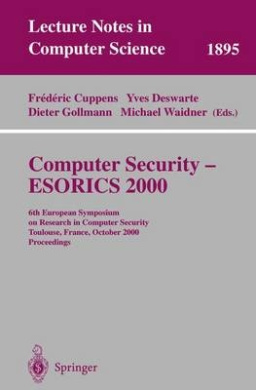 Lecture Notes in
Computer Science 1895
Frédéric Cuppens Yves Deswarte
Dieter Gollmann Michael Waidner (Eds.)
Computer Security –
ESORICS 2000
6th European Symposium
on Research in Computer Security
Toulouse, France, October 2000
Proceedings
Springer